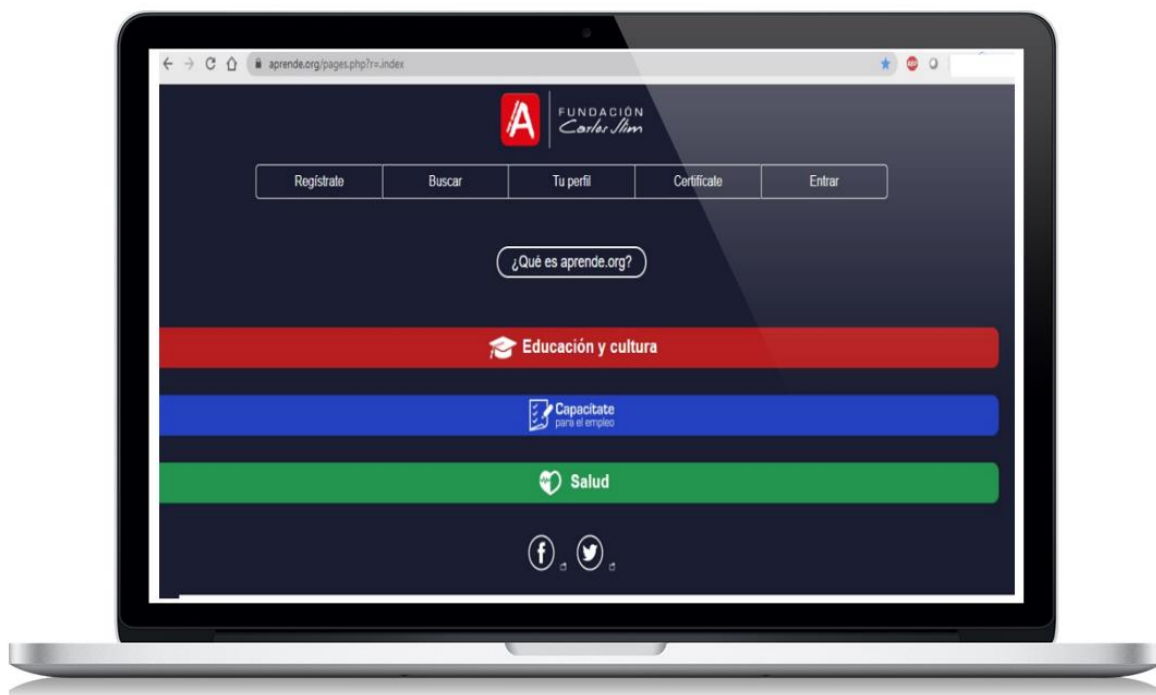 aprende.org/pages.php?r=.index
ABP
A
FUNDACIÓN
Carlos Slim
Regístrate
Buscar
Tu perfil
Certifícate
Entrar
¿Qué es aprende.org?
Educación y cultura
Capacítate
para el empleo
Salud